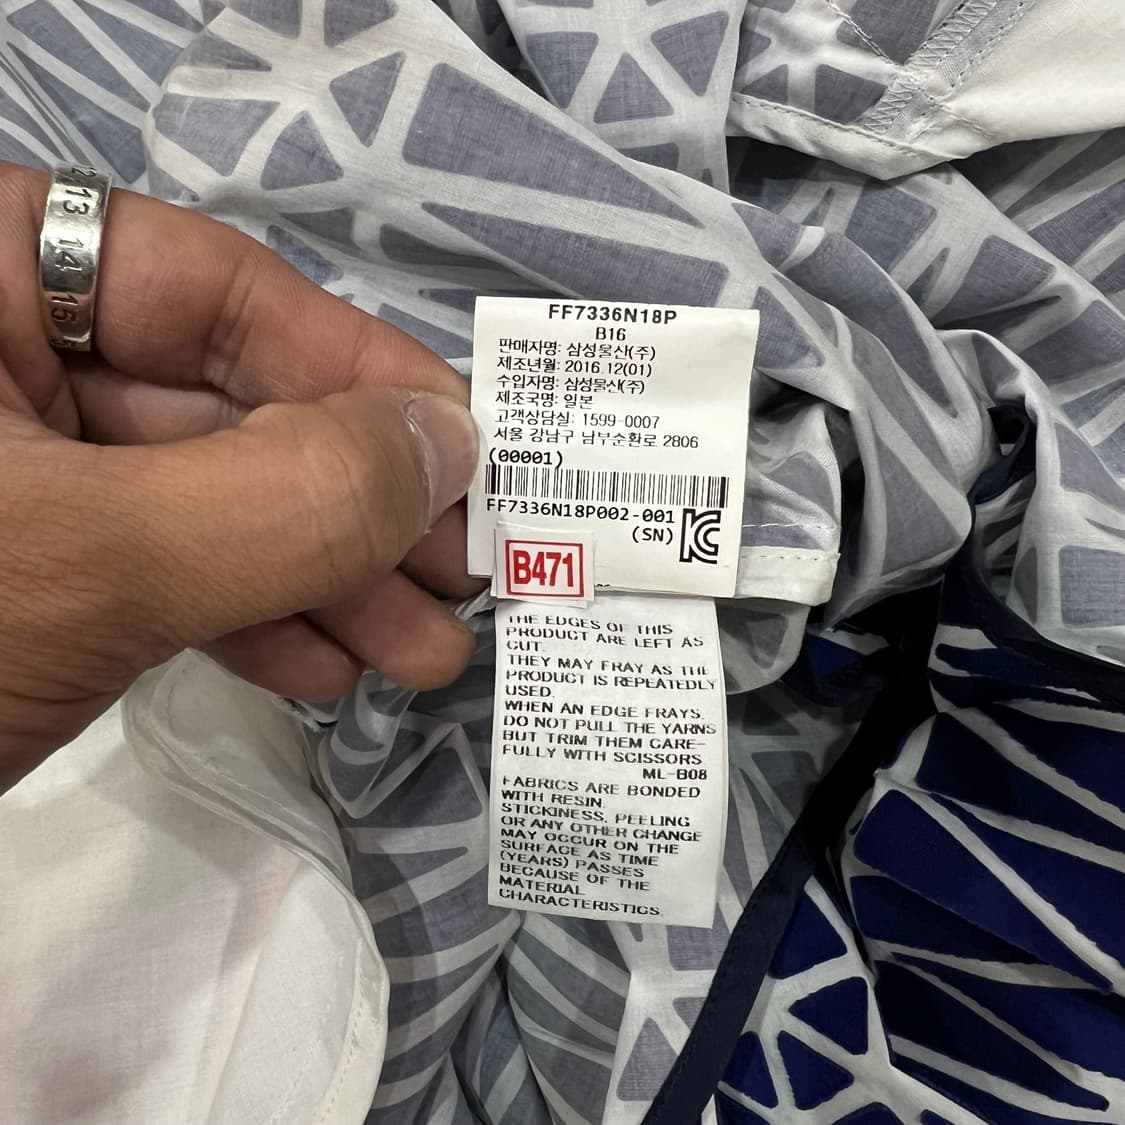 12 13 14 15
FF7336N18P
B16
판매자명: 삼성물산(주)
제조년월: 2016.12(01)
수입자명: 삼성물산(주)
제조국명: 일본
고객상담실: 1599-0007
서울 강남구 남부순환로 2806
(00001)
FF7336N18P002-001
(SN)
B471
THE EDGES OF THIS
PRODUCT ARE LEFT AS
CUT.
THEY MAY FRAY AS THE
PRODUCT IS REPEATEDLY
USED.
WHEN AN EDGE FRAYS,
DO NOT PULL THE YARNS
BUT TRIM THEM CARE-
FULLY WITH SCISSORS
ML-B08
FABRICS ARE BONDED
WITH RESIN.
STICKINESS, PEELING
OR ANY OTHER CHANGE
MAY OCCUR ON THE
SURFACE AS TIME
(YEARS) PASSES
BECAUSE OF THE
MATERIAL
CHARACTERISTICS.